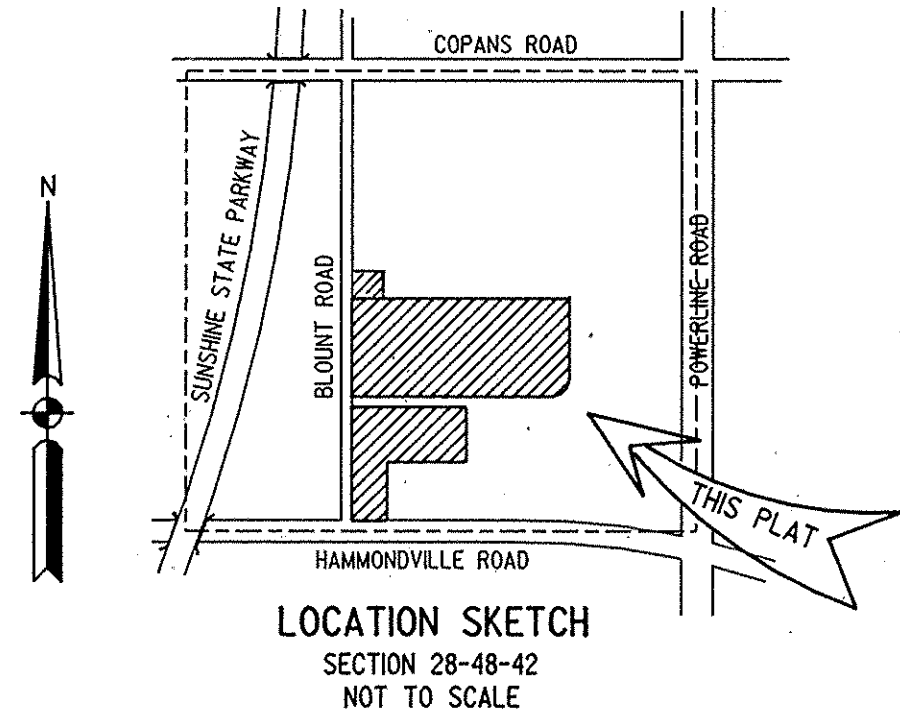 COPANS ROAD
N
SUNSHINE STATE PARKWAY
BLOUNT ROAD
POWERLINE ROAD
THIS PLAT
HAMMONDVILLE ROAD
LOCATION SKETCH
SECTION 28-48-42
NOT TO SCALE